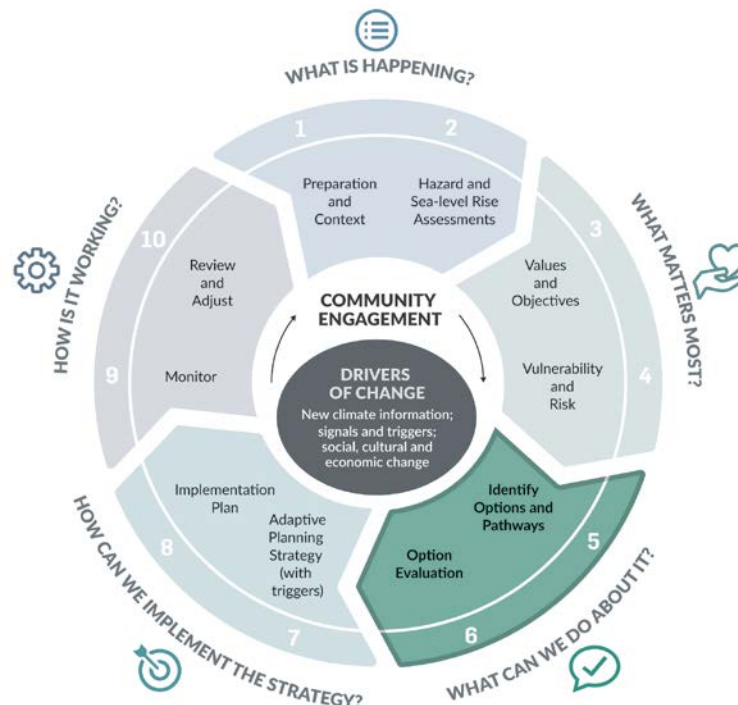 WHAT IS HAPPENING?
1
2
Preparation
and
Context
Hazard and
Sea-level Rise
Assessments
WHAT MATTERS MOST?
3
4
Values
and
Objectives
Vulnerability
and
Risk
WHAT CAN WE DO ABOUT IT?
5
6
Identify
Options and
Pathways
Option
Evaluation
HOW CAN WE IMPLEMENT THE STRATEGY?
7
8
Adaptive
Planning
Strategy
(with
triggers)
Implementation
Plan
HOW IS IT WORKING?
9
10
Monitor
Review
and
Adjust
COMMUNITY
ENGAGEMENT
DRIVERS
OF CHANGE
New climate information;
signals and triggers;
social, cultural and
economic change